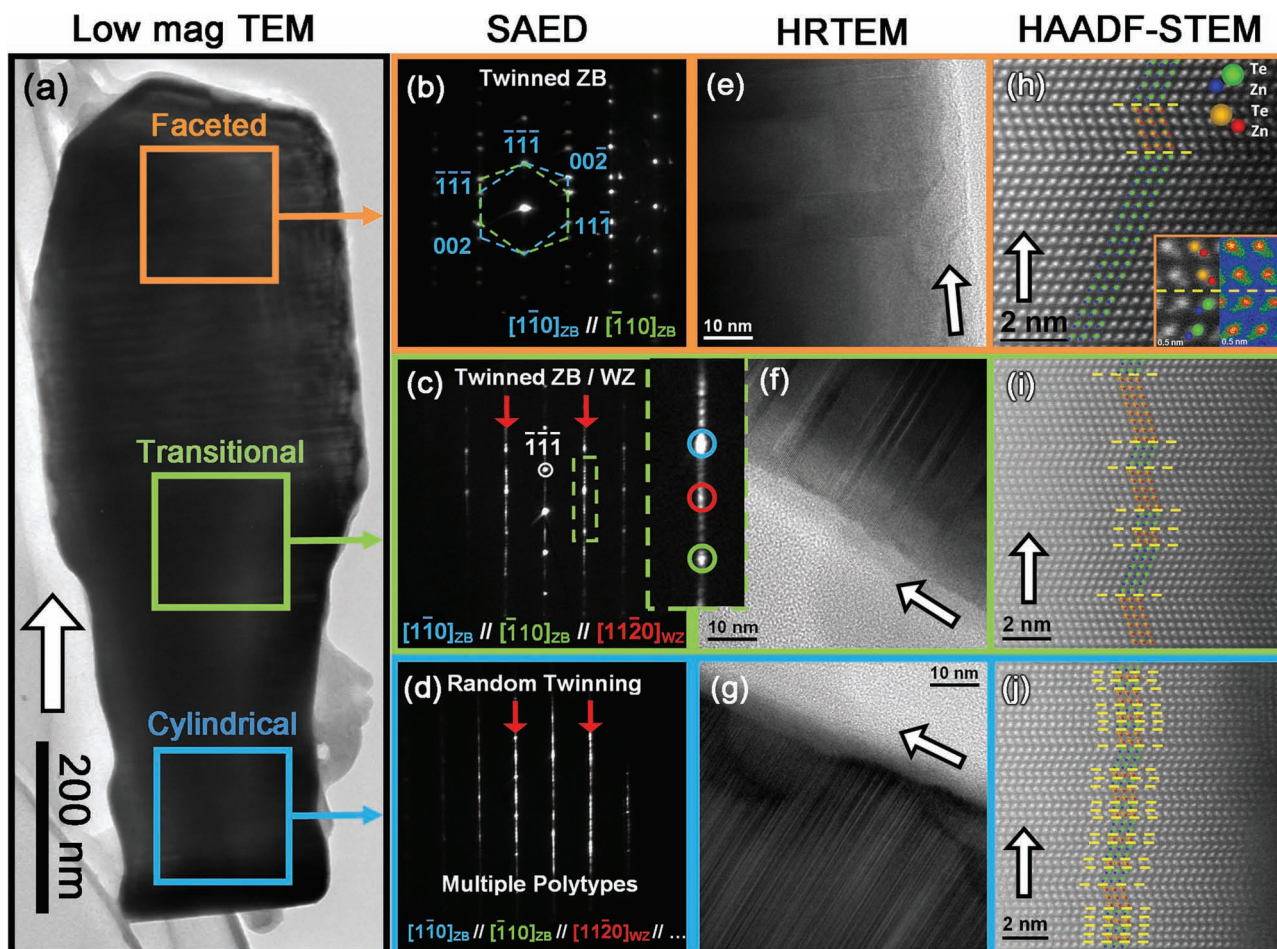 Low mag TEM
SAED
HRTEM
HAADF-STEM
(a)
Faceted
Transitional
Cylindrical
200 nm
(b)
Twinned ZB
1̅1̅1̅
002̅
1̅1̅1̅
111̅
002
[11̅0]ZB // [1̅10]ZB
(e)
10 nm
(h)
Te
Zn
Te
Zn
2 nm
0.5 nm
0.5 nm
(c)
Twinned ZB / WZ
1̅1̅1̅
[11̅0]ZB // [1̅10]ZB // [112̅0]WZ
(f)
10 nm
(i)
2 nm
(d)
Random Twinning
Multiple Polytypes
[11̅0]ZB // [1̅10]ZB // [112̅0]WZ // ...
(g)
10 nm
(j)
2 nm